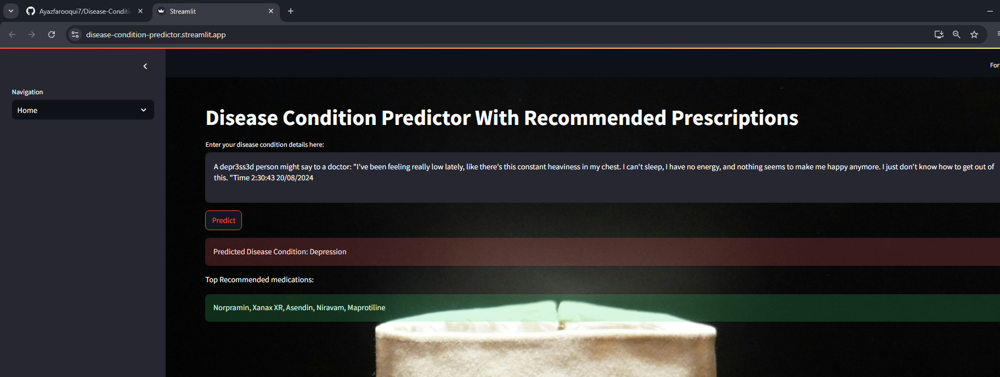 Ayazfarooqui7/Disease-Conditi
Streamlit
disease-condition-predictor.streamlit.app
For
Navigation
Home
Disease Condition Predictor With Recommended Prescriptions
Enter your disease condition details here:
A depr3ss3d person might say to a doctor: "I've been feeling really low lately, like there's this constant heaviness in my chest. I can't sleep, I have no energy, and nothing seems to make me happy anymore. I just don't know how to get out of
this. "Time 2:30:43 20/08/2024
Predict
Predicted Disease Condition: Depression
Top Recommended medications:
Norpramin, Xanax XR, Asendin, Niravam, Maprotiline